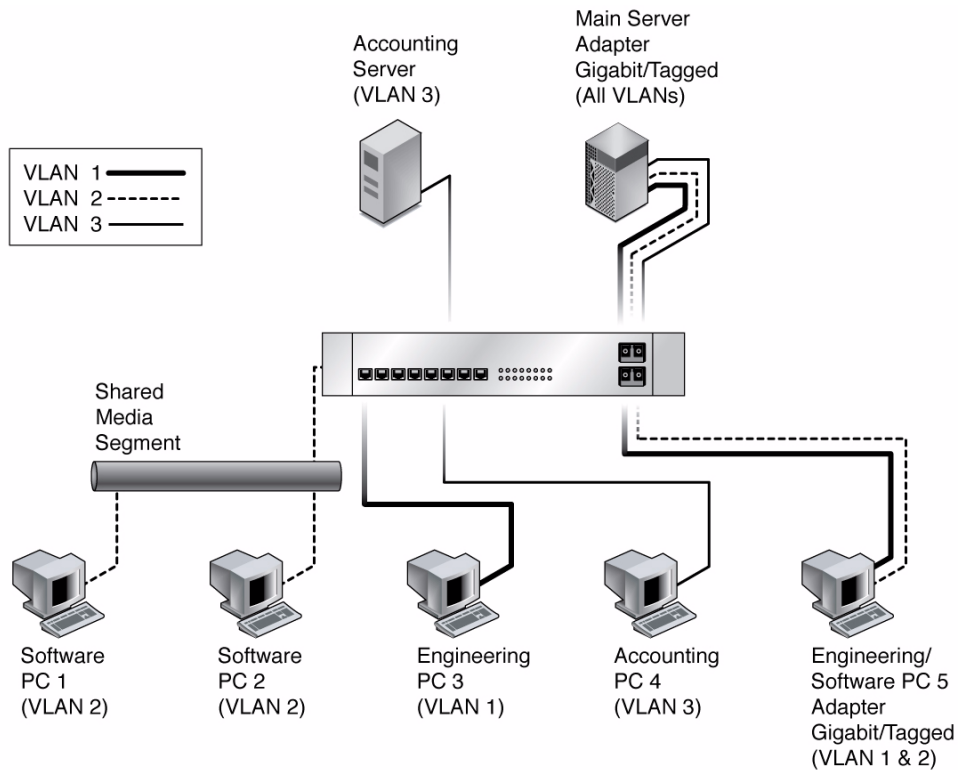 Accounting
Server
(VLAN 3)
Main Server
Adapter
Gigabit/Tagged
(All VLANs)
VLAN 1
VLAN 2
VLAN 3
Shared
Media
Segment
Software
PC 1
(VLAN 2)
Software
PC 2
(VLAN 2)
Engineering
PC 3
(VLAN 1)
Accounting
PC 4
(VLAN 3)
Engineering/
Software PC 5
Adapter
Gigabit/Tagged
(VLAN 1 & 2)